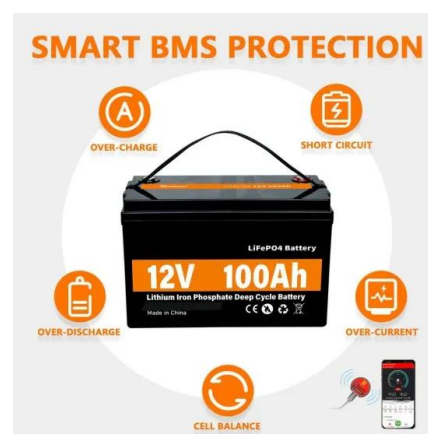 SMART BMS PROTECTION
A
OVER-CHARGE
SHORT CIRCUIT
LiFePO4 Battery
12V 100Ah
Lithium Iron Phosphate Deep Cycle Battery
Made in China
CE
OVER-DISCHARGE
OVER-CURRENT
CELL BALANCE